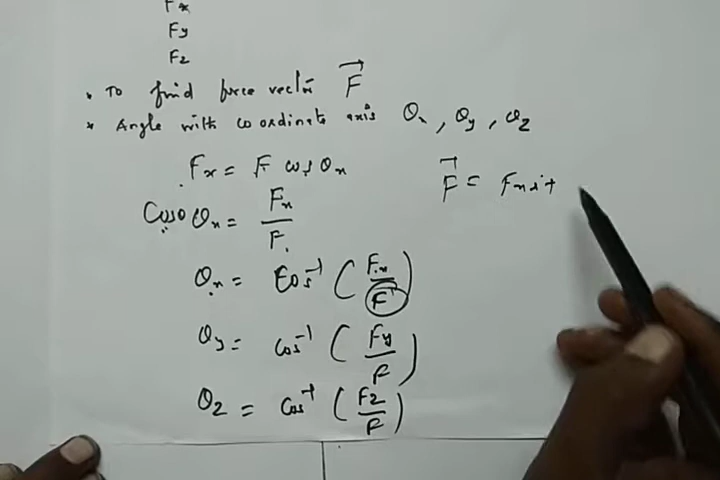 Fx
Fy
Fz
• To find force vector F⃗
* Angle with coordinate axis θx, θy, θz
Fx = F cos θx
F⃗ = Fx i +
Cos θx = Fx/F
θx = Cos⁻¹ (Fx/F)
θy = cos⁻¹ (Fy/F)
θz = Cos⁻¹ (Fz/F)